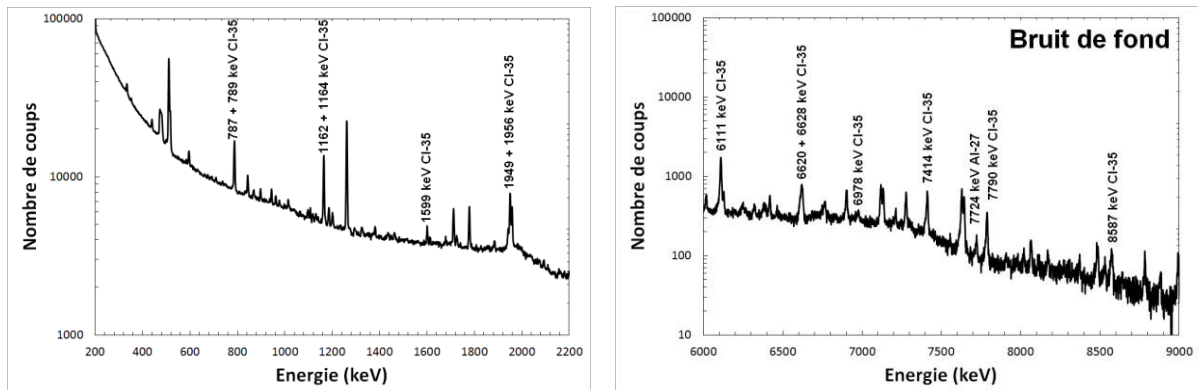 100000
10000
1000
Nombre de coups
787 + 789 keV Cl-35
1162 + 1164 keV Cl-35
1599 keV Cl-35
1949 + 1956 keV Cl-35
200 400 600 800 1000 1200 1400 1600 1800 2000 2200
Energie (keV)
Bruit de fond
100000
10000
1000
100
10
Nombre de coups
6111 keV Cl-35
6620 + 6628 keV Cl-35
6978 keV Cl-35
7414 keV Cl-35
7724 keV Al-27
7790 keV Cl-35
8587 keV Cl-35
6000 6500 7000 7500 8000 8500 9000
Energie (keV)